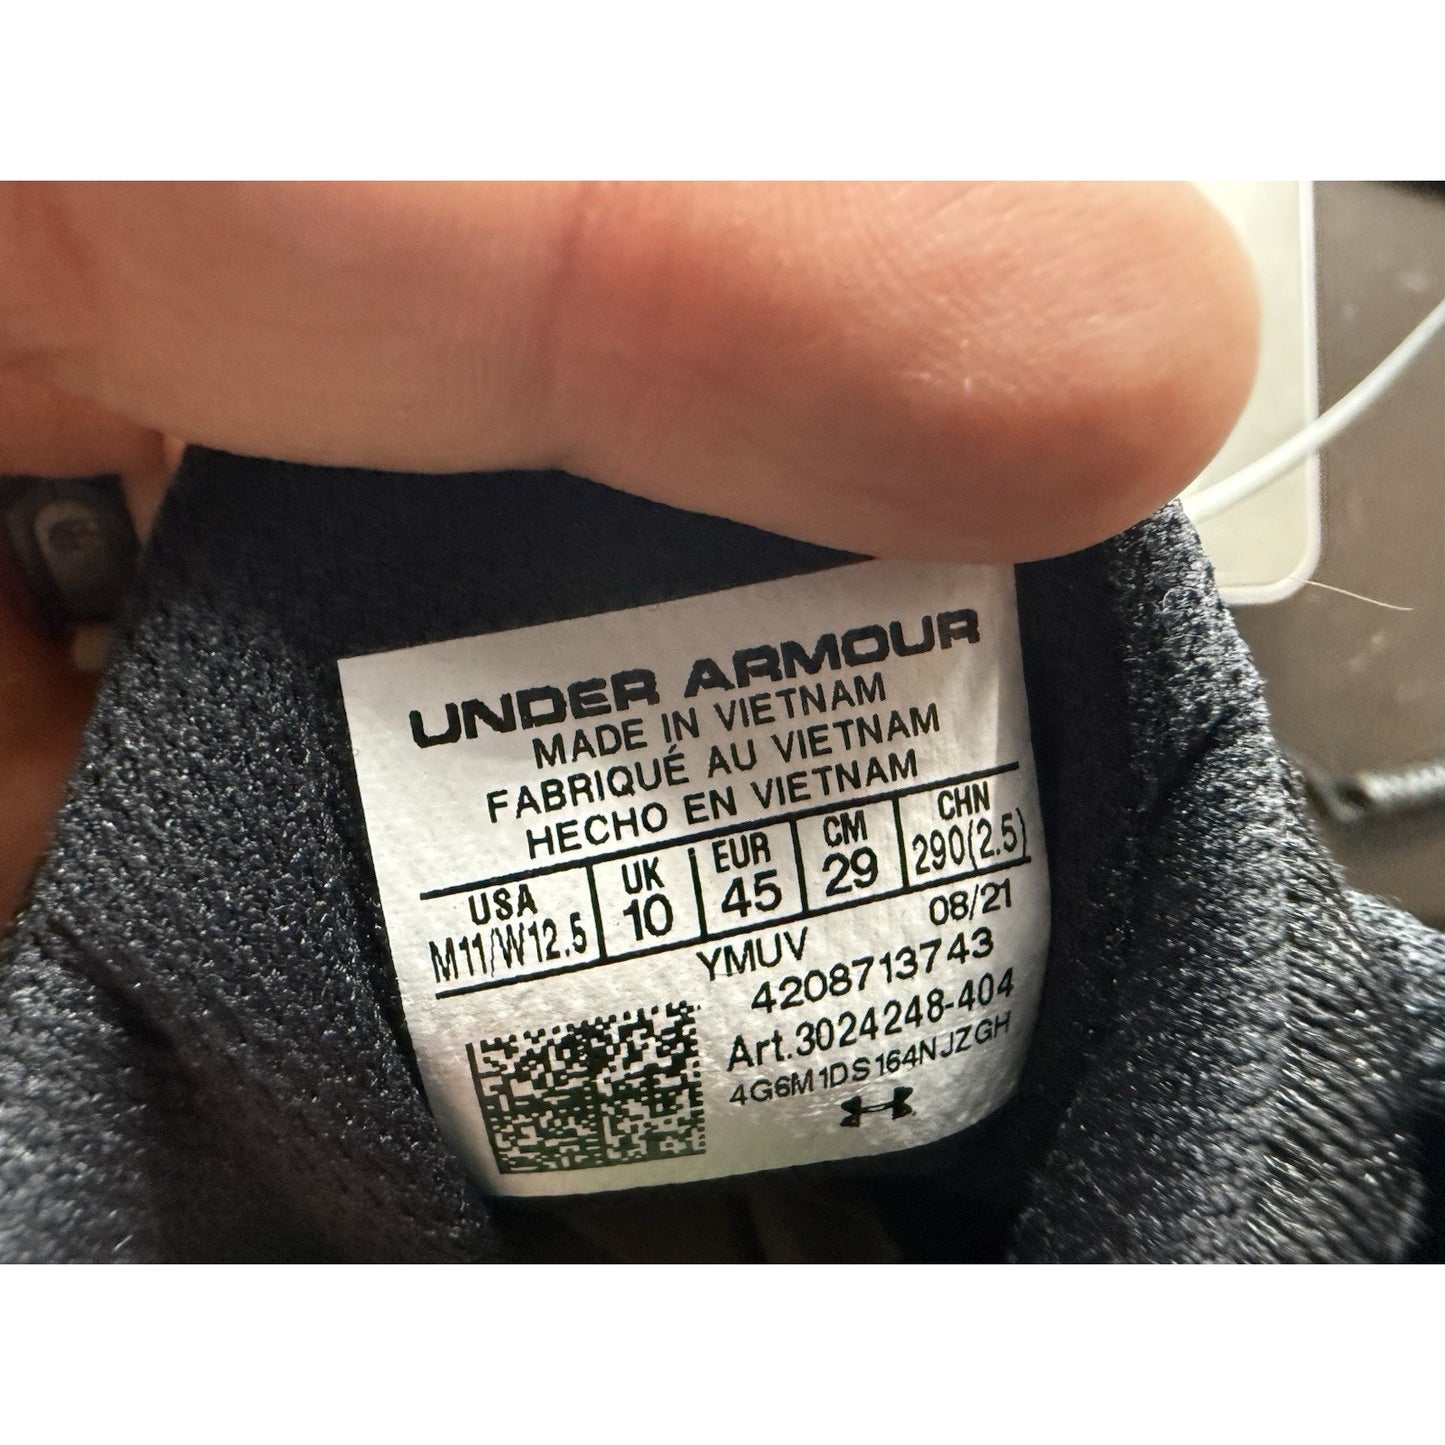 UNDER ARMOUR
MADE IN VIETNAM
FABRIQUÉ AU VIETNAM
HECHO EN VIETNAM
USA UK EUR CM CHN
M11/W12.5 10 45 29 290(2.5)
08/21
YMUV
4208713743
Art.3024248-404
4G6M1DS164NJZGH